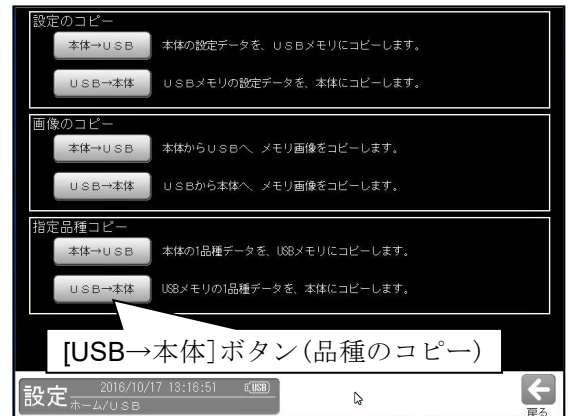 設定のコピー
本体→ＵＳＢ 本体の設定データを、ＵＳＢメモリにコピーします。
ＵＳＢ→本体 ＵＳＢメモリの設定データを、本体にコピーします。
画像のコピー
本体→ＵＳＢ 本体からＵＳＢへ、メモリ画像をコピーします。
ＵＳＢ→本体 ＵＳＢから本体へ、メモリ画像をコピーします。
指定品種コピー
本体→ＵＳＢ 本体の1品種データを、USBメモリにコピーします。
ＵＳＢ→本体 USBメモリの1品種データを、本体にコピーします。
[USB→本体]ボタン(品種のコピー)
設定 2016/10/17 13:16:51 USB
ホーム/ＵＳＢ
戻る